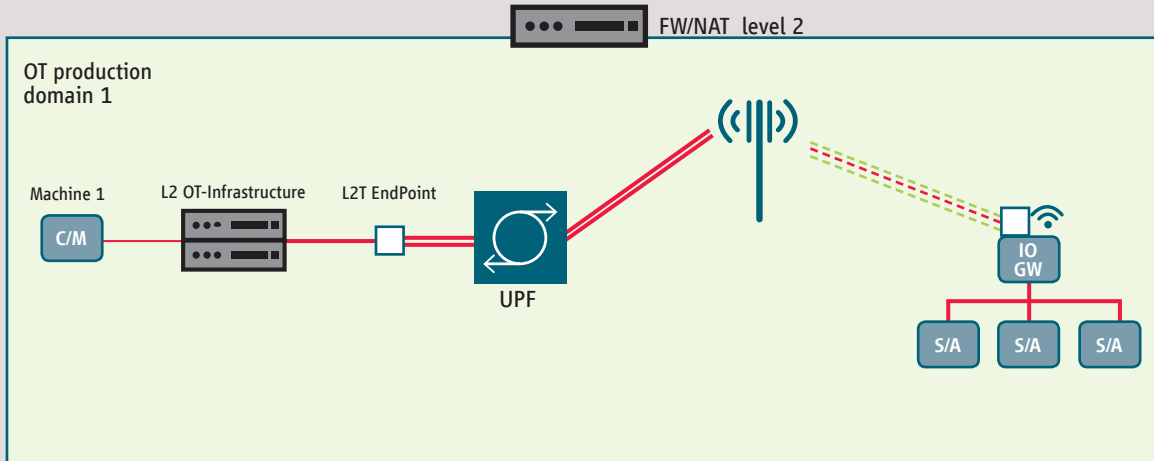 FW/NAT level 2
OT production
domain 1
Machine 1
L2 OT-Infrastructure
L2T EndPoint
C/M
UPF
IO
GW
S/A
S/A
S/A